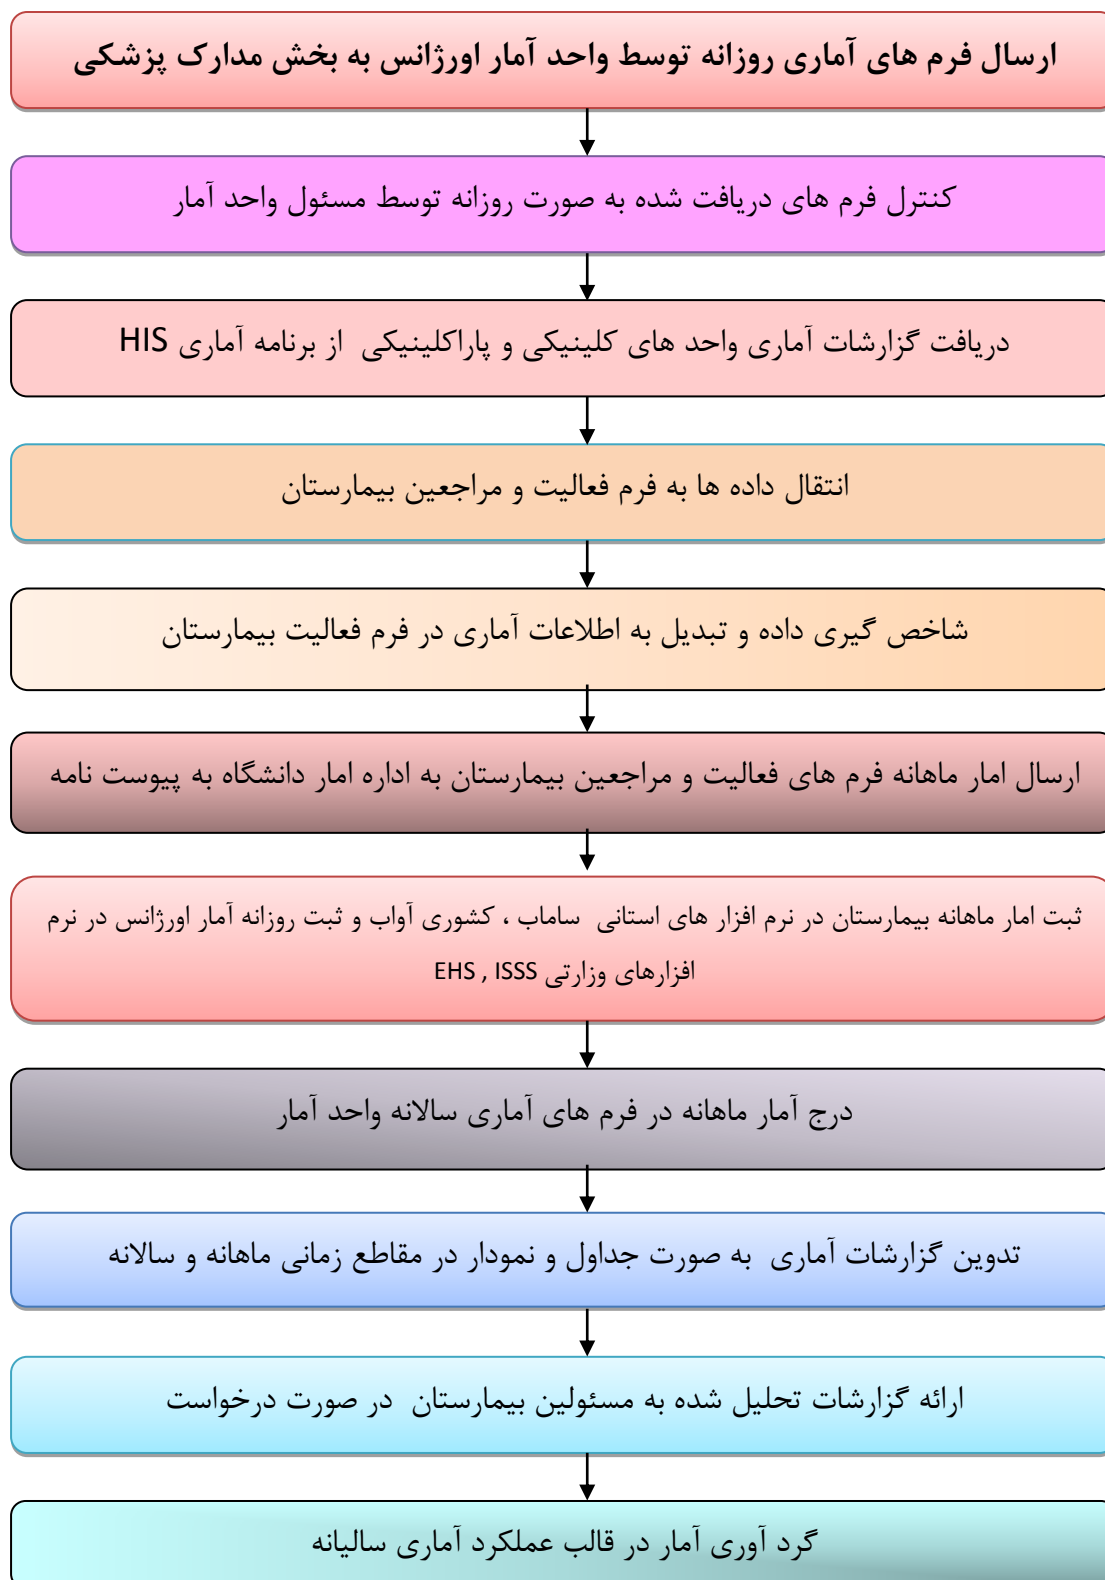 ارسال فرم های آماری روزانه توسط واحد آمار اورژانس به بخش مدارک پزشکی
کنترل فرم های دریافت شده به صورت روزانه توسط مسئول واحد آمار
دریافت گزارشات آماری واحد های کلینیکی و پاراکلینیکی از برنامه آماری HIS
انتقال داده ها به فرم فعالیت و مراجعین بیمارستان
شاخص گیری داده و تبدیل به اطلاعات آماری در فرم فعالیت بیمارستان
ارسال امار ماهانه فرم های فعالیت و مراجعین بیمارستان به اداره امار دانشگاه به پیوست نامه
ثبت امار ماهانه بیمارستان در نرم افزار های استانی ساماب ، کشوری آواب و ثبت روزانه آمار اورژانس در نرم
افزارهای وزارتی EHS , ISSS
درج آمار ماهانه در فرم های آماری سالانه واحد آمار
تدوین گزارشات آماری به صورت جداول و نمودار در مقاطع زمانی ماهانه و سالانه
ارائه گزارشات تحلیل شده به مسئولین بیمارستان در صورت درخواست
گرد آوری آمار در قالب عملکرد آماری سالیانه